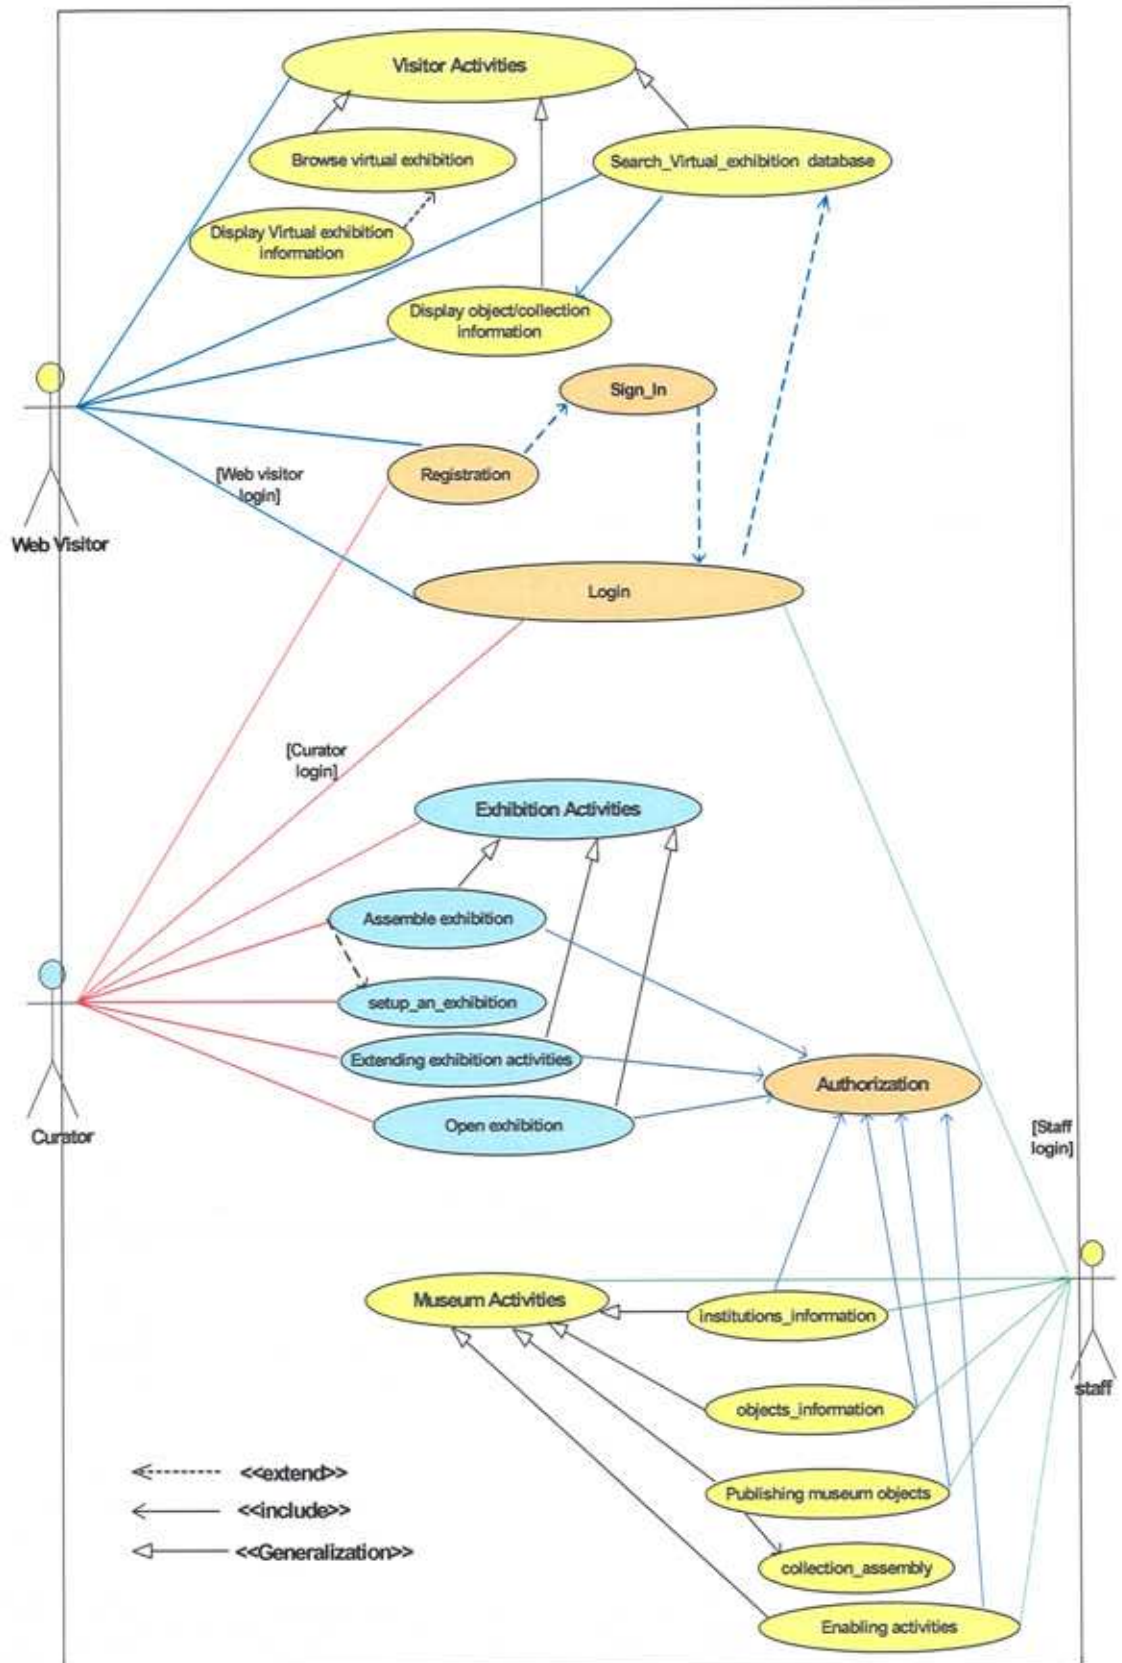 Visitor Activities
Browse virtual exhibition
Search_Virtual_exhibition database
Display Virtual exhibition
information
Display object/collection
information
Sign_In
Registration
[Web visitor
login]
Web Visitor
Login
[Curator
login]
Exhibition Activities
Assemble exhibition
setup_an_exhibition
Extending exhibition activities
Authorization
Open exhibition
Curator
[Staff
login]
Museum Activities
institutions_information
staff
objects_information
<<extend>>
Publishing museum objects
<<include>>
<<Generalization>>
collection_assembly
Enabling activities